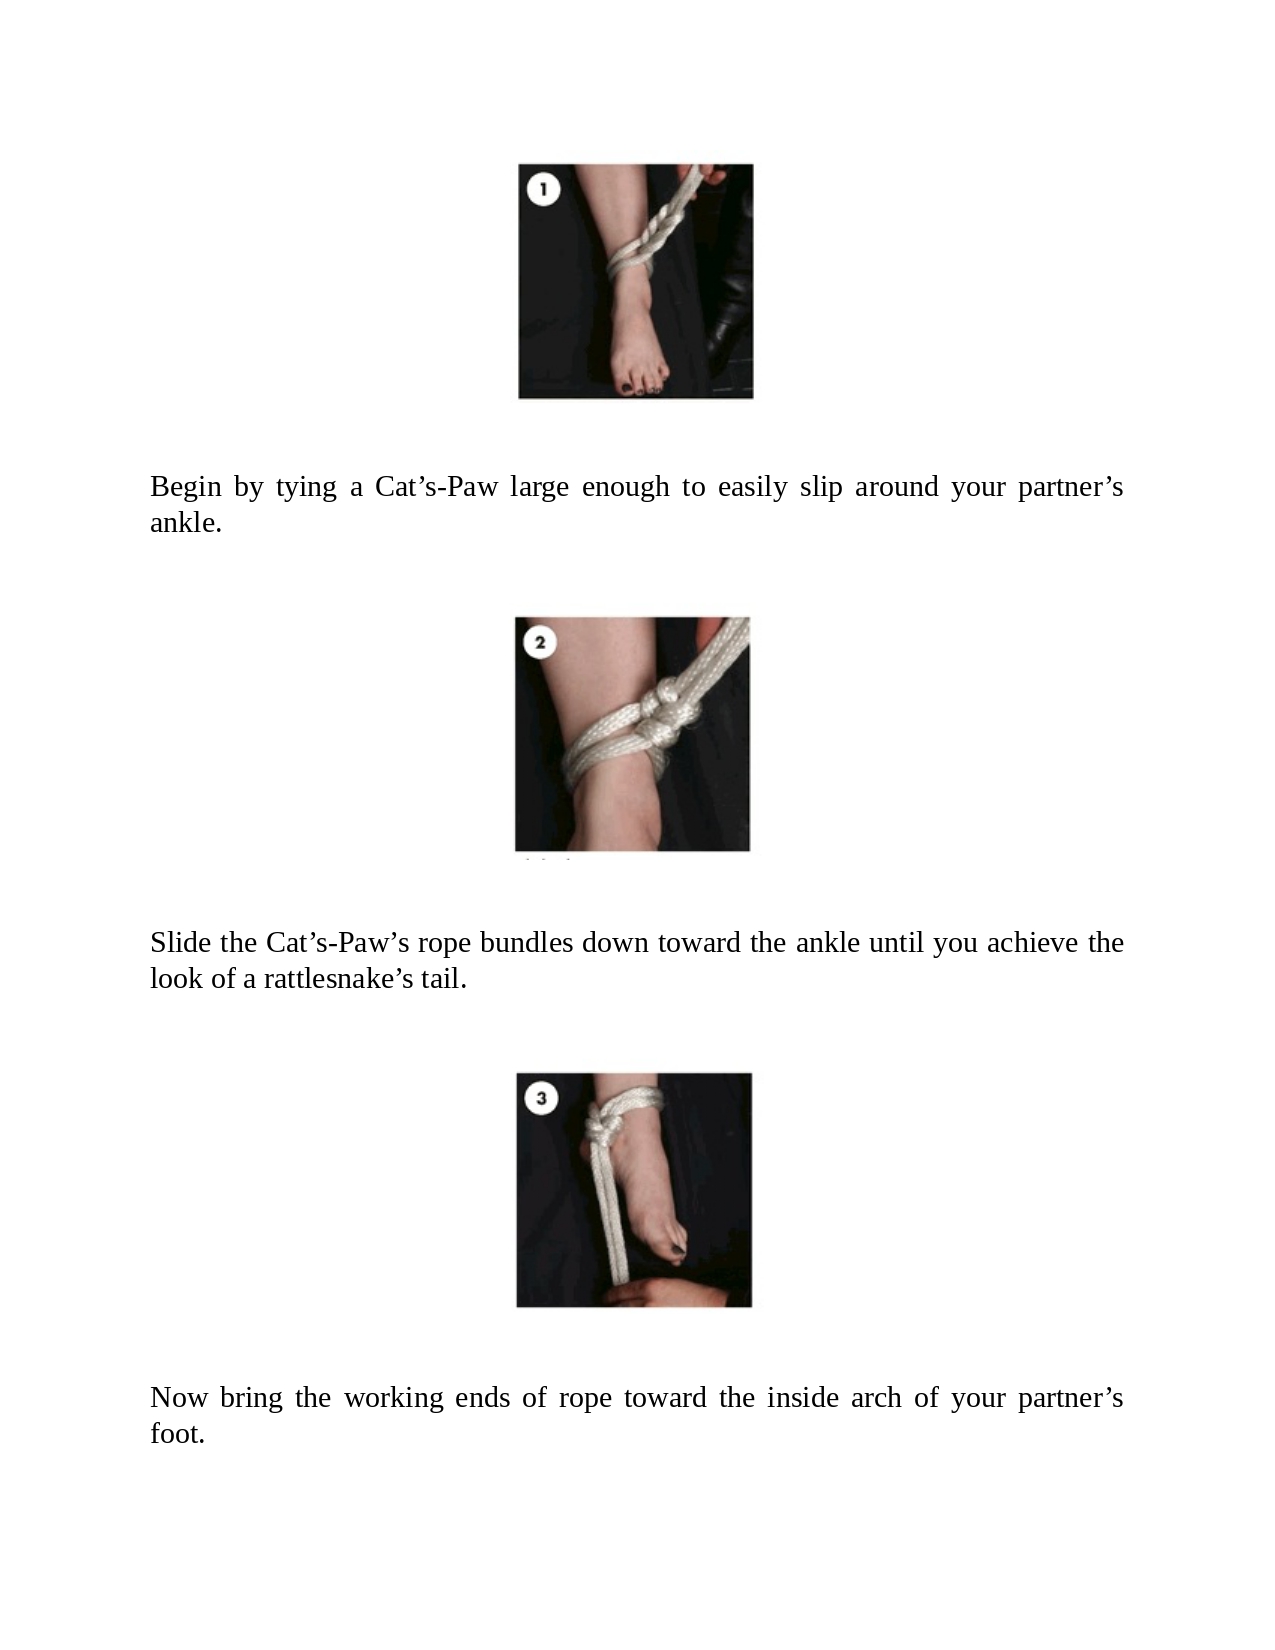 1
Begin by tying a Cat’s-Paw large enough to easily slip around your partner’s
ankle.
2
Slide the Cat’s-Paw’s rope bundles down toward the ankle until you achieve the
look of a rattlesnake’s tail.
3
Now bring the working ends of rope toward the inside arch of your partner’s
foot.